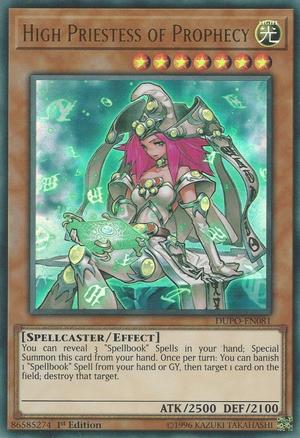 HIGH PRIESTESS OF PROPHECY
光
DUPO-EN081
[SPELLCASTER/EFFECT]
You can reveal 3 "Spellbook" Spells in your hand; Special
Summon this card from your hand. Once per turn: You can banish
1 "Spellbook" Spell from your hand or GY, then target 1 card on the
field; destroy that target.
ATK/2500 DEF/2100
86585274 1st Edition ©1996 KAZUKI TAKAHASHI